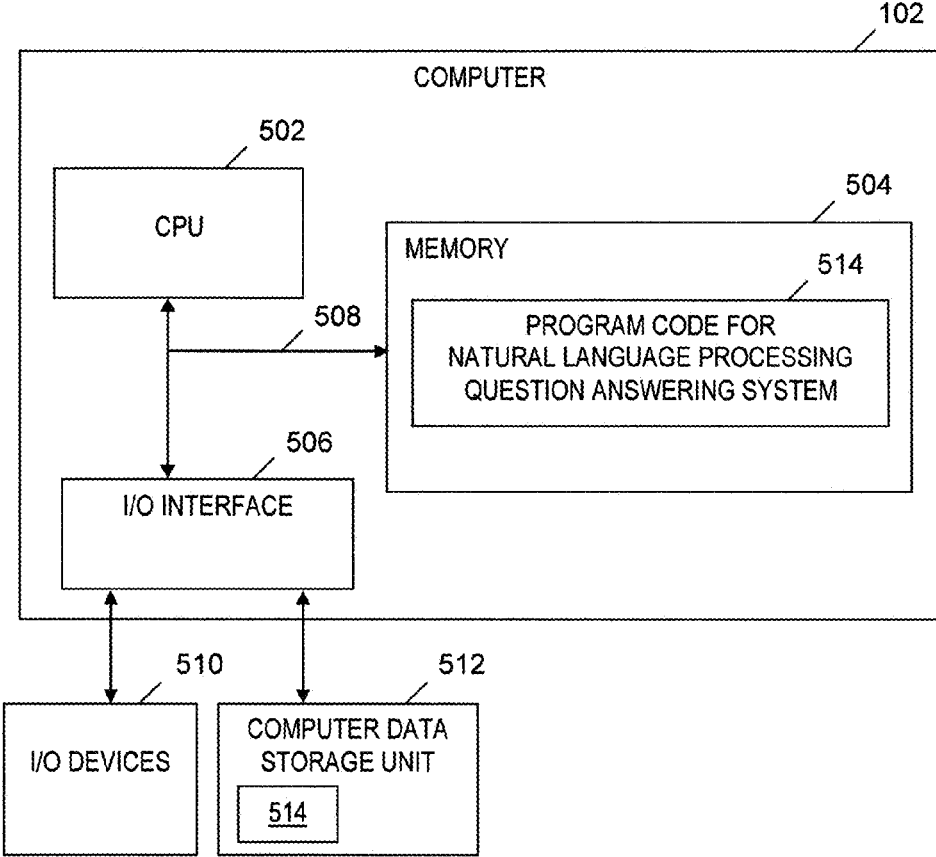 102
COMPUTER
502
CPU
504
MEMORY
514
PROGRAM CODE FOR
NATURAL LANGUAGE PROCESSING
QUESTION ANSWERING SYSTEM
508
506
I/O INTERFACE
510
I/O DEVICES
512
COMPUTER DATA
STORAGE UNIT
514